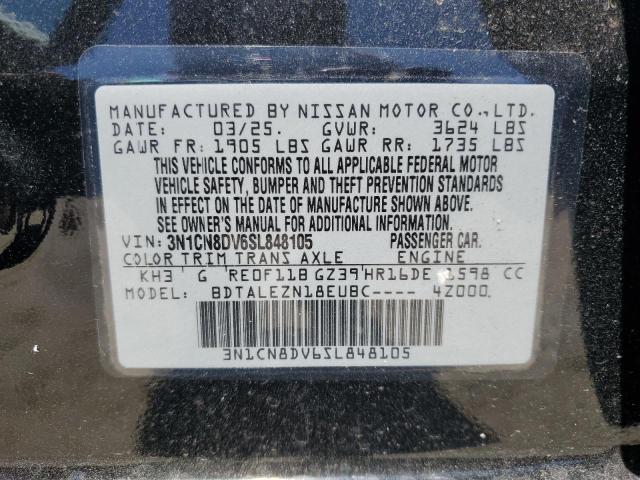 MANUFACTURED BY NISSAN MOTOR CO.,LTD.
DATE: 03/25. GVWR: 3624 LBS
GAWR FR: 1905 LBS GAWR RR: 1735 LBS
THIS VEHICLE CONFORMS TO ALL APPLICABLE FEDERAL MOTOR
VEHICLE SAFETY, BUMPER AND THEFT PREVENTION STANDARDS
IN EFFECT ON THE DATE OF MANUFACTURE SHOWN ABOVE.
SEE OWNER'S MANUAL FOR ADDITIONAL INFORMATION.
VIN: 3N1CN8DV6SL848105 PASSENGER CAR.
COLOR TRIM TRANS AXLE ENGINE
KH3 G RE0F11B GZ39 HR16DE 1598 CC
MODEL: BDTALEZN18EUBC---- 4Z000
3N1CN8DV6SL848105